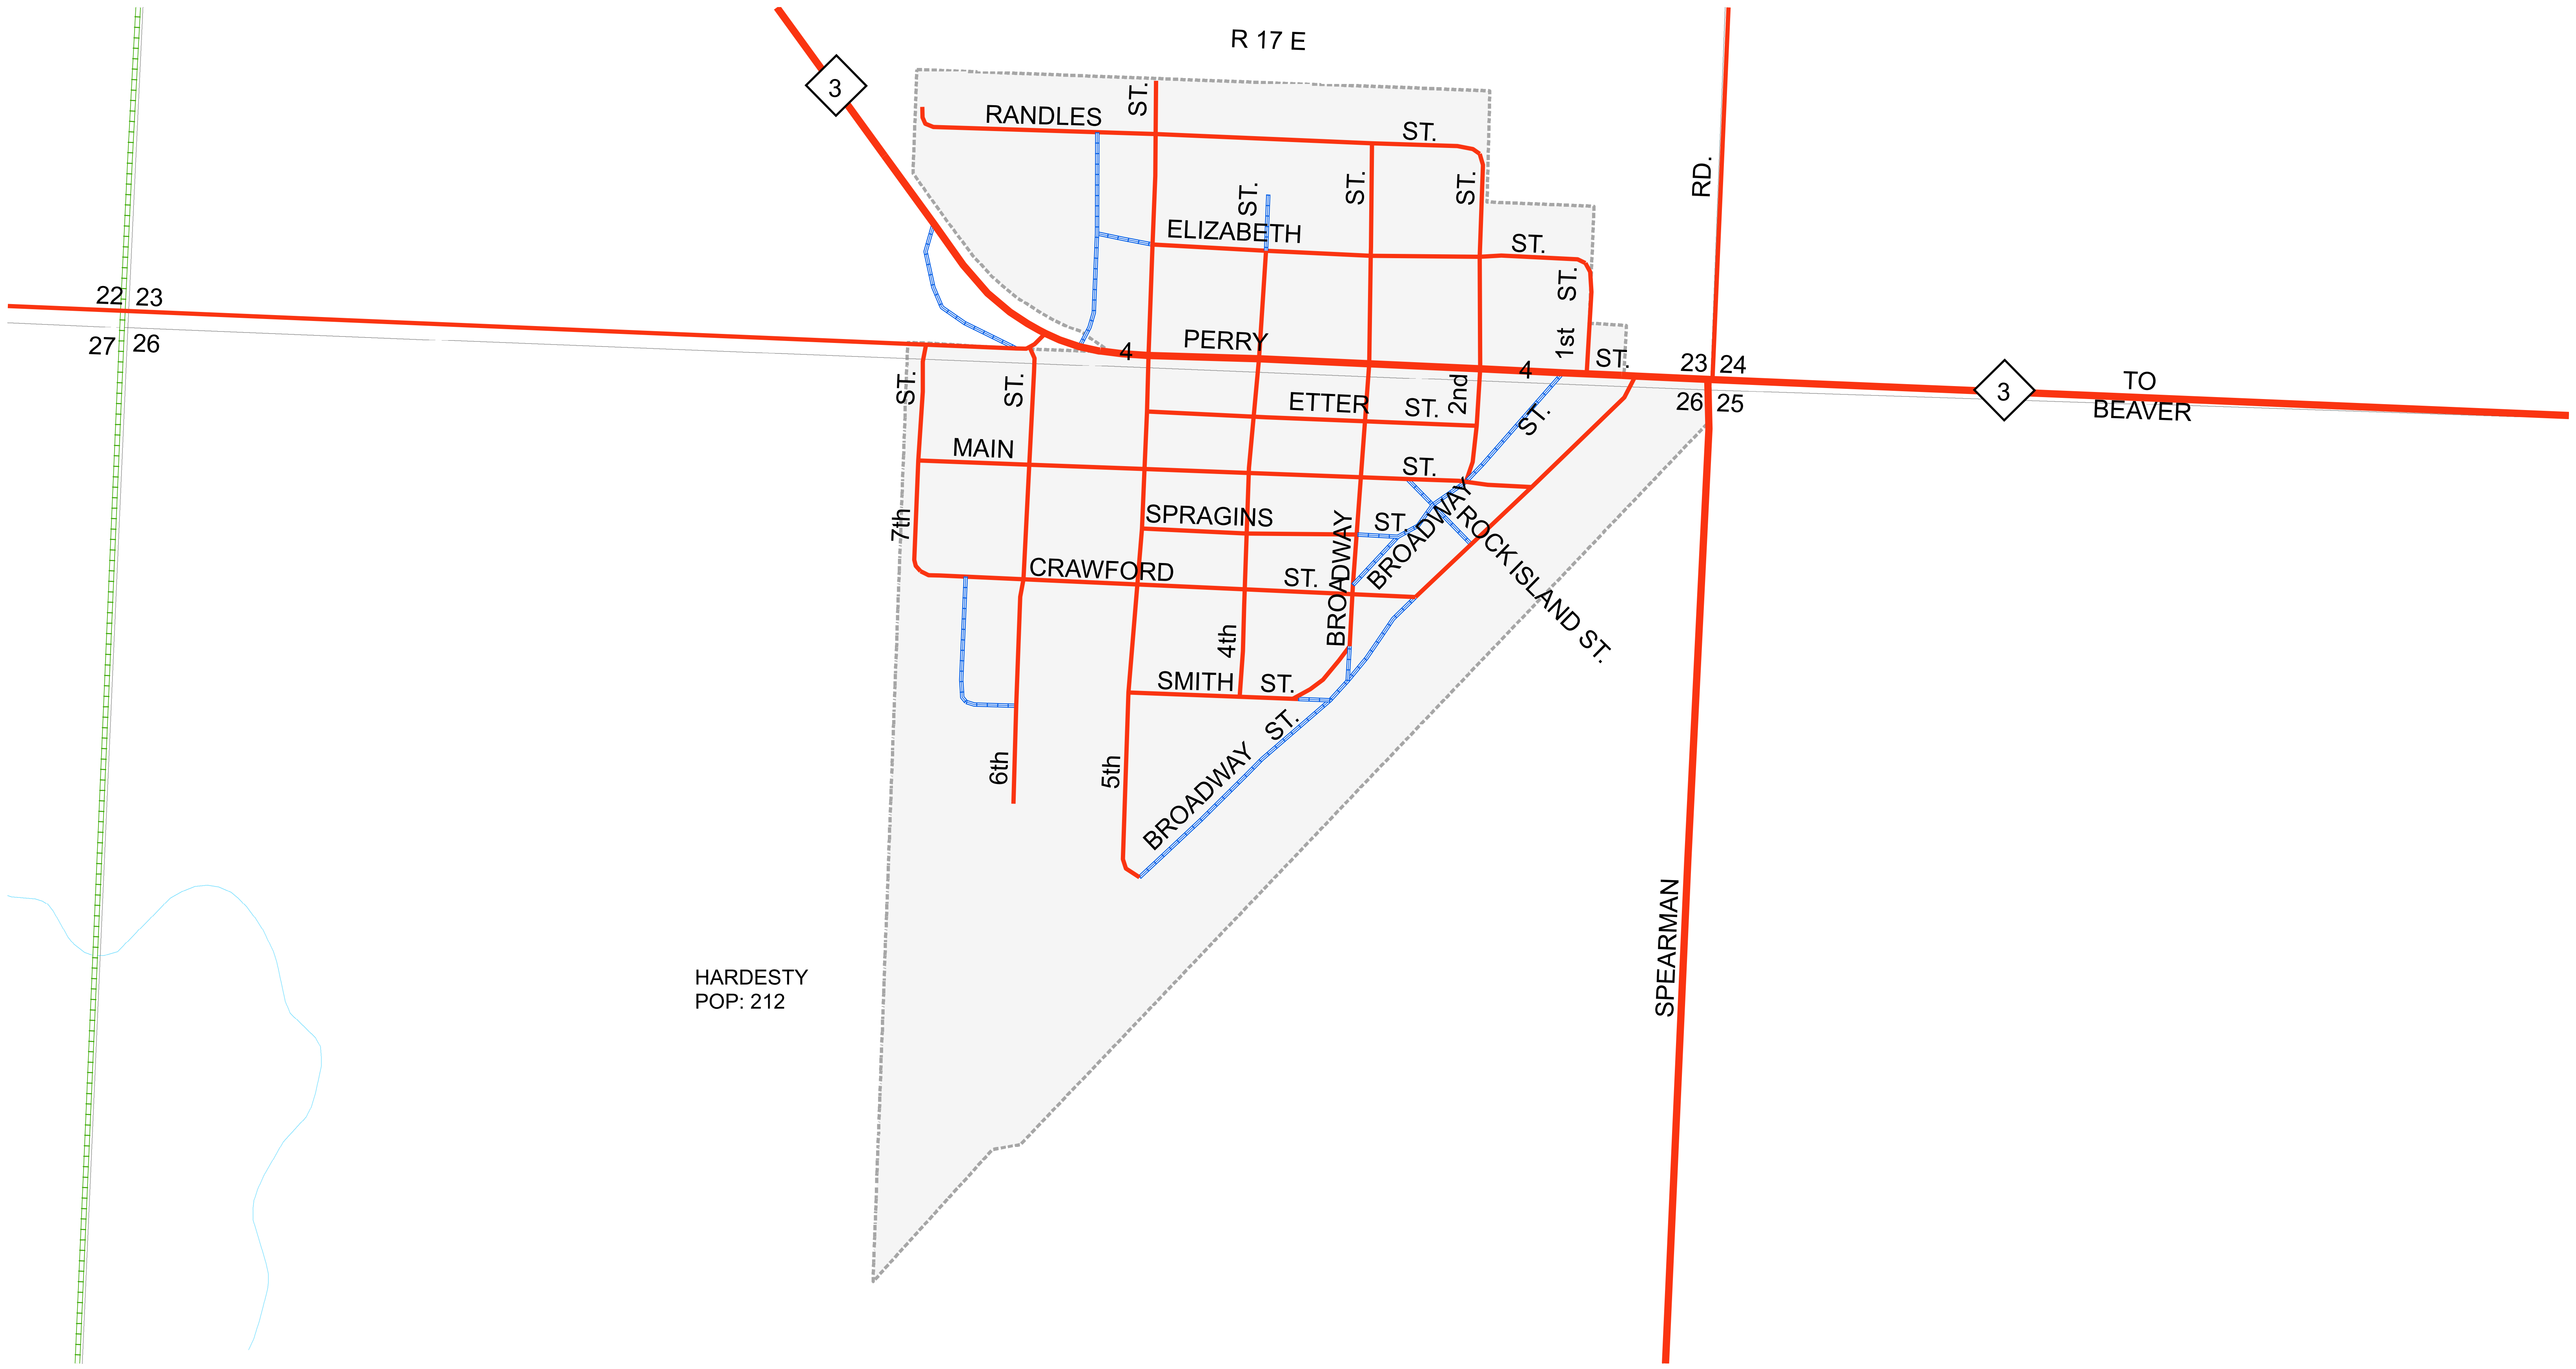 R 17 E
3
RANDLES ST.
ST.
ST.
ST.
ST.
RD.
ELIZABETH ST.
ST.
22 23
27 26
4
PERRY
4
1st
ST.
23 24
26 25
3
TO
BEAVER
ST.
ST.
2nd
ETTER ST.
ST.
MAIN ST.
7th
SPRAGINS ST.
BROADWAY
BROADWAY
ROCK ISLAND ST.
CRAWFORD ST.
4th
SMITH ST.
ST.
6th
5th
BROADWAY
SPEARMAN
HARDESTY
POP: 212